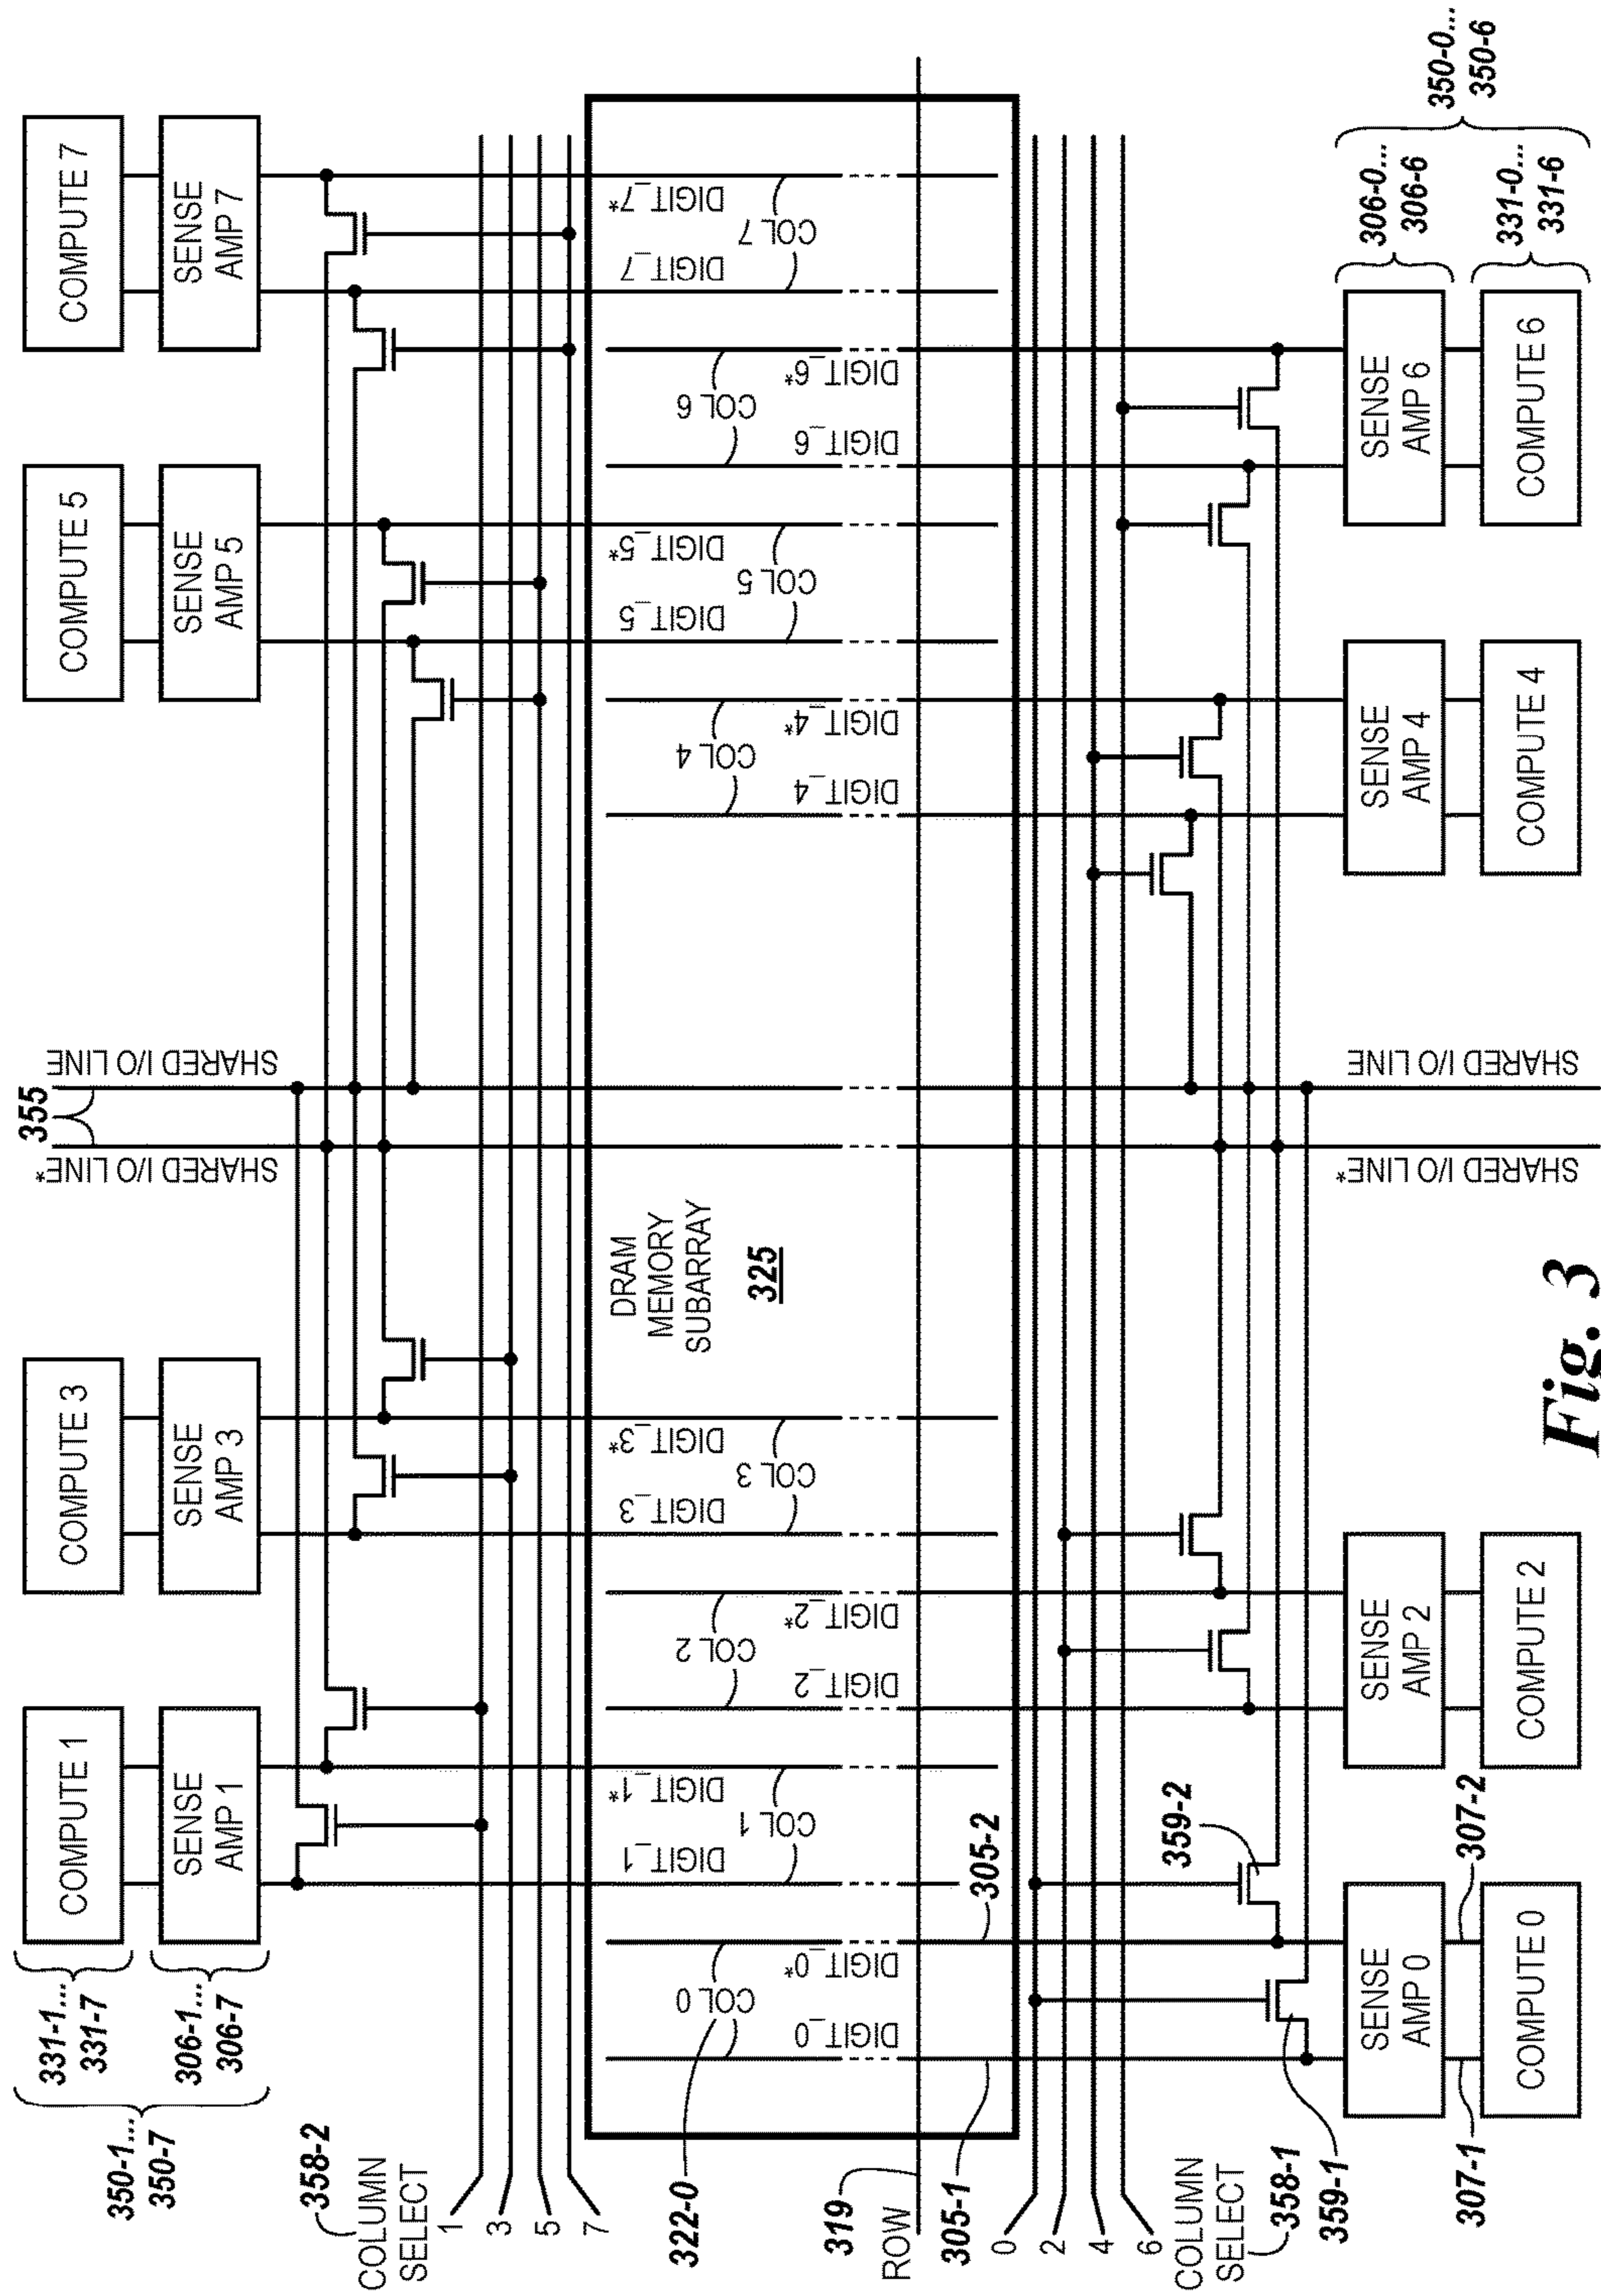 350-1...
350-7
331-1...
331-7
306-1...
306-7
COMPUTE 1
SENSE
AMP 1
COMPUTE 3
SENSE
AMP 3
355
SHARED I/O LINE*
SHARED I/O LINE
COMPUTE 5
SENSE
AMP 5
COMPUTE 7
SENSE
AMP 7
358-2
COLUMN
SELECT
1
3
5
7
322-0
DIGIT_0
COL 0
DIGIT_0*
DIGIT_1
COL 1
DIGIT_1*
DIGIT_2
COL 2
DIGIT_2*
DIGIT_3
COL 3
DIGIT_3*
DRAM
MEMORY
SUBARRAY
325
DIGIT_4
COL 4
DIGIT_4*
DIGIT_5
COL 5
DIGIT_5*
DIGIT_6
COL 6
DIGIT_6*
DIGIT_7
COL 7
DIGIT_7*
319
ROW
305-1
305-2
0
2
4
6
COLUMN
SELECT
358-1
359-1
359-2
SENSE
AMP 0
307-1
307-2
COMPUTE 0
SENSE
AMP 2
COMPUTE 2
SHARED I/O LINE*
SHARED I/O LINE
SENSE
AMP 4
COMPUTE 4
SENSE
AMP 6
COMPUTE 6
306-0...
306-6
331-0...
331-6
350-0...
350-6
Fig. 3